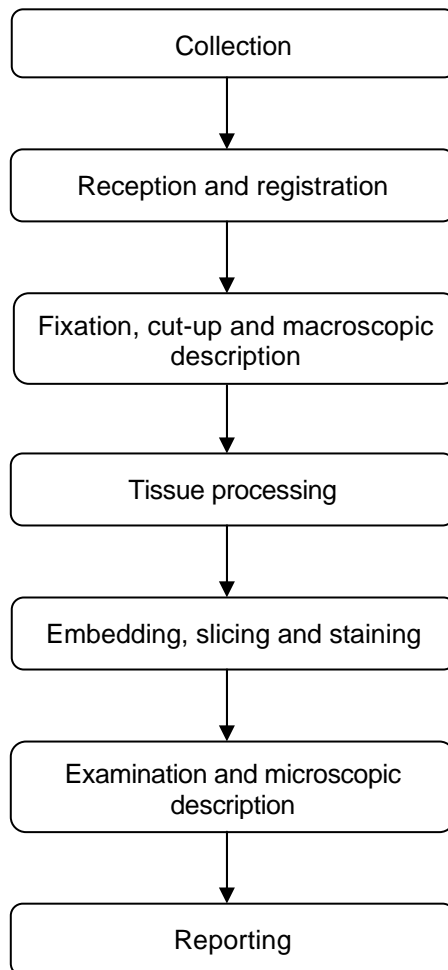 Collection
Reception and registration
Fixation, cut-up and macroscopic
description
Tissue processing
Embedding, slicing and staining
Examination and microscopic
description
Reporting